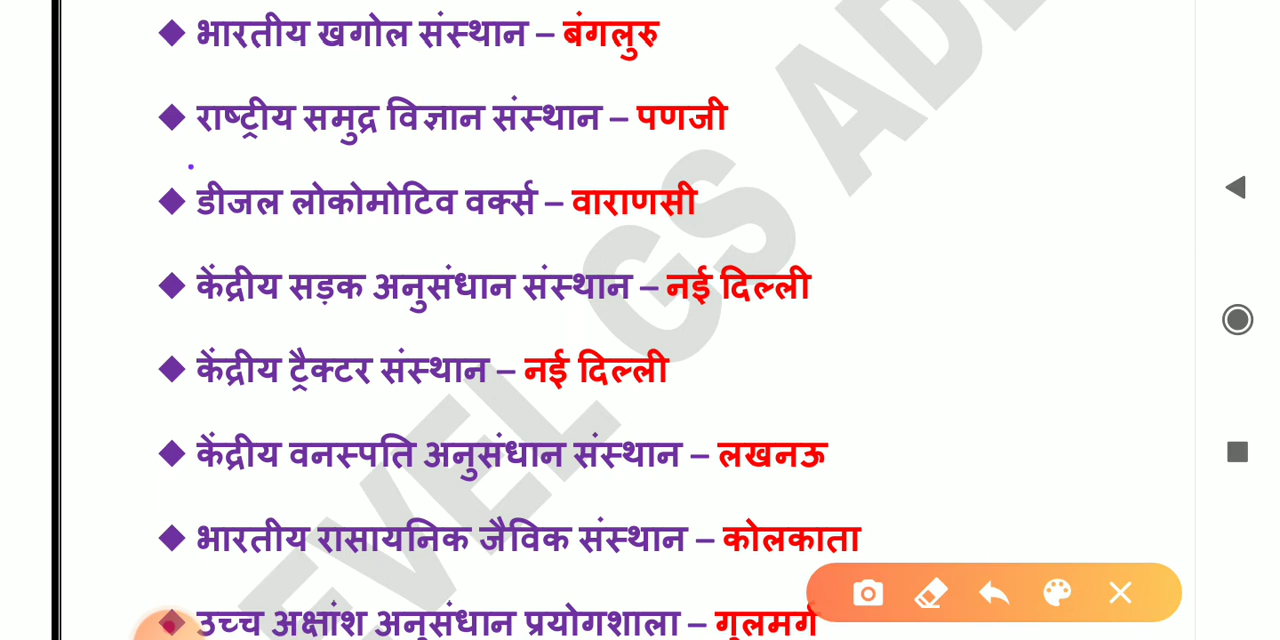 ◆ भारतीय खगोल संस्थान – बंगलुरु
◆ राष्ट्रीय समुद्र विज्ञान संस्थान – पणजी
◆ डीजल लोकोमोटिव वर्क्स – वाराणसी
◆ केंद्रीय सड़क अनुसंधान संस्थान – नई दिल्ली
◆ केंद्रीय ट्रैक्टर संस्थान – नई दिल्ली
◆ केंद्रीय वनस्पति अनुसंधान संस्थान – लखनऊ
◆ भारतीय रासायनिक जैविक संस्थान – कोलकाता
◆ उच्च अक्षांश अनुसंधान प्रयोगशाला – गुलमर्ग